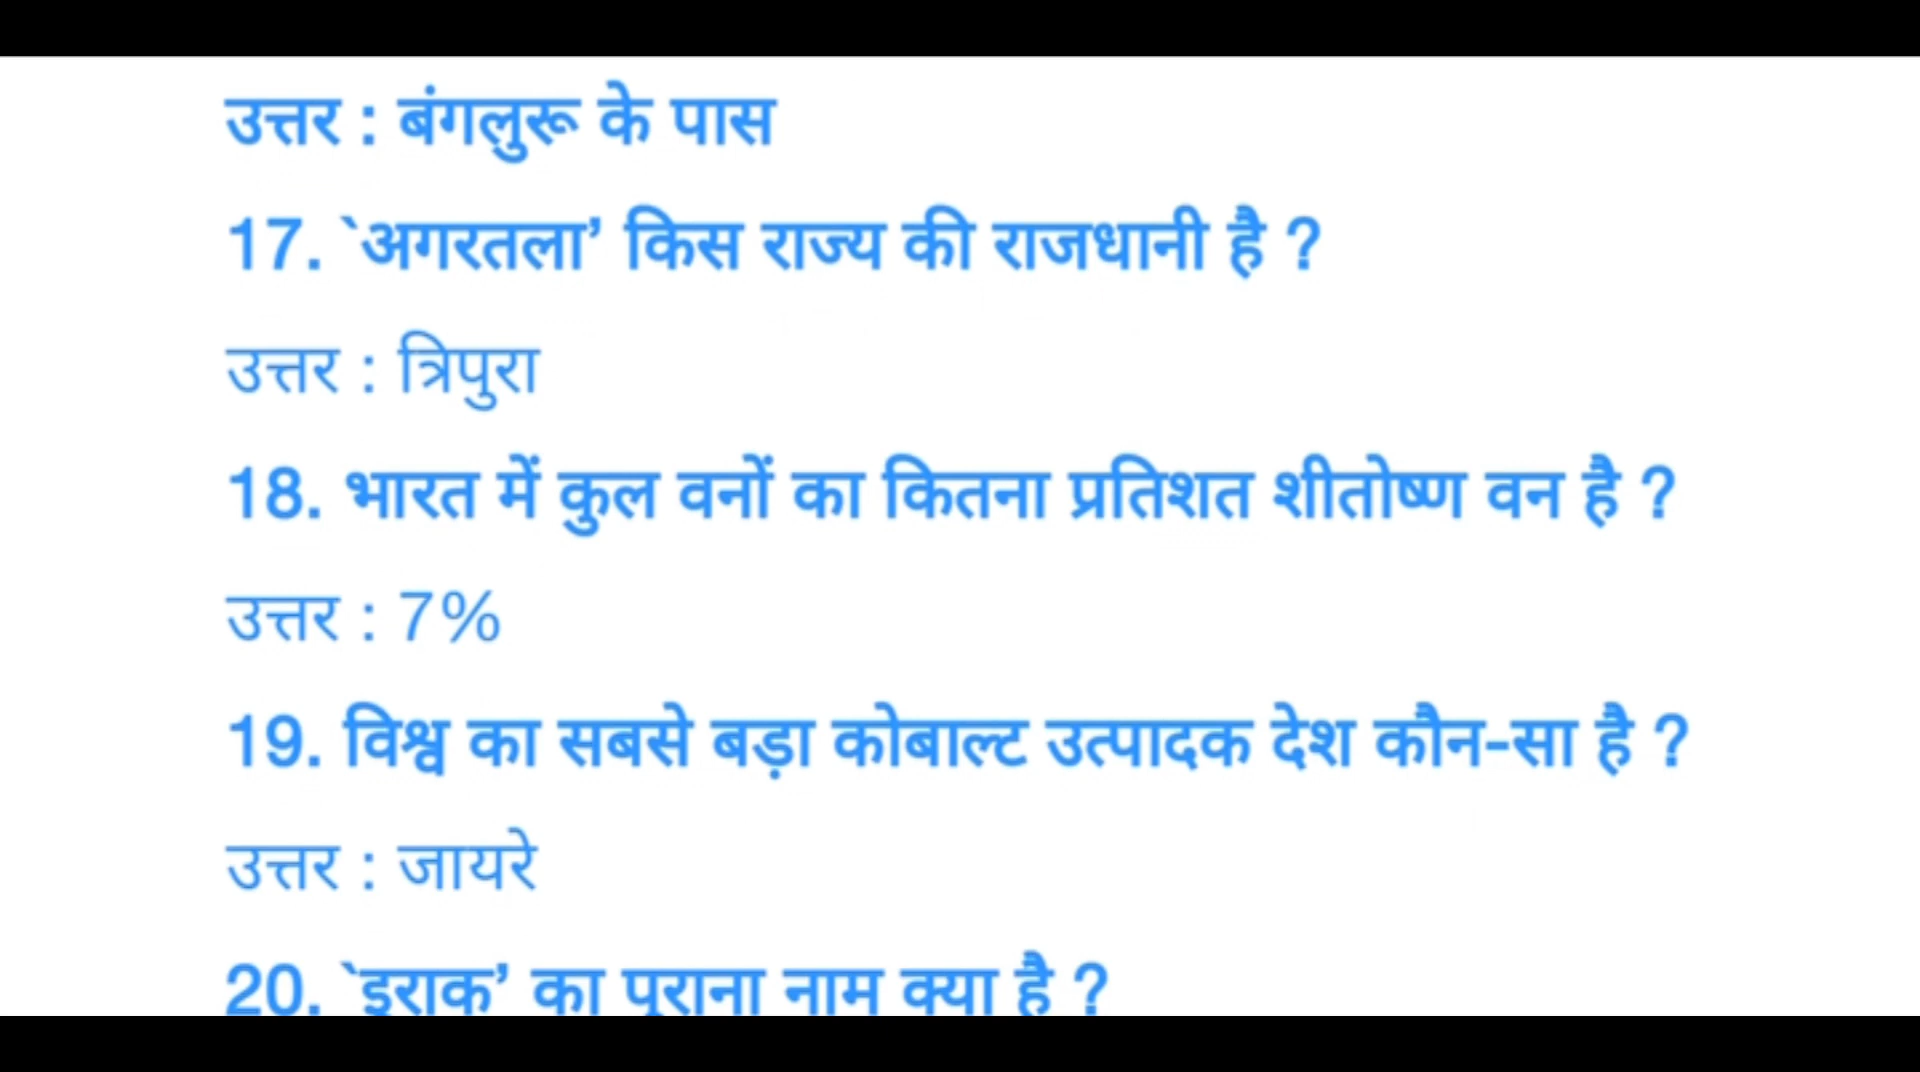 उत्तर : बंगलुरू के पास
17. `अगरतला’ किस राज्य की राजधानी है ?
उत्तर : त्रिपुरा
18. भारत में कुल वनों का कितना प्रतिशत शीतोष्ण वन है ?
उत्तर : 7%
19. विश्व का सबसे बड़ा कोबाल्ट उत्पादक देश कौन-सा है ?
उत्तर : जायरे
20. `इराक’ का पुराना नाम क्या है ?